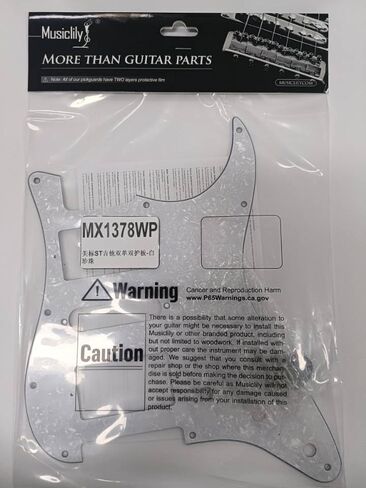 Musiclily
MORE THAN GUITAR PARTS
Note: All of our pickguards have TWO layers protective film
MUSICLILY.COM
MX1378WP
美标ST吉他双单双护板-白
珍珠
Warning
Cancer and Reproduction Harm
www.P65Warnings.ca.gov
Caution
There is a possibility that some alteration to
your guitar might be necessary to install this
Musiclily or other branded product, including
but not limited to woodwork. If installed with-
out proper care the instrument may be dam-
aged. We suggest that you consult with a
repair shop or the shop where this merchan
dise is sold before making the decision to pur-
chase. Please be careful as Musiclily will not
accept responsibility for any damage caused
or issues arising from your installation of this
product.